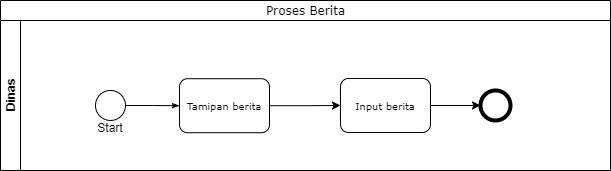 Proses Berita
Dinas
Tamipan berita
Input berita
Start